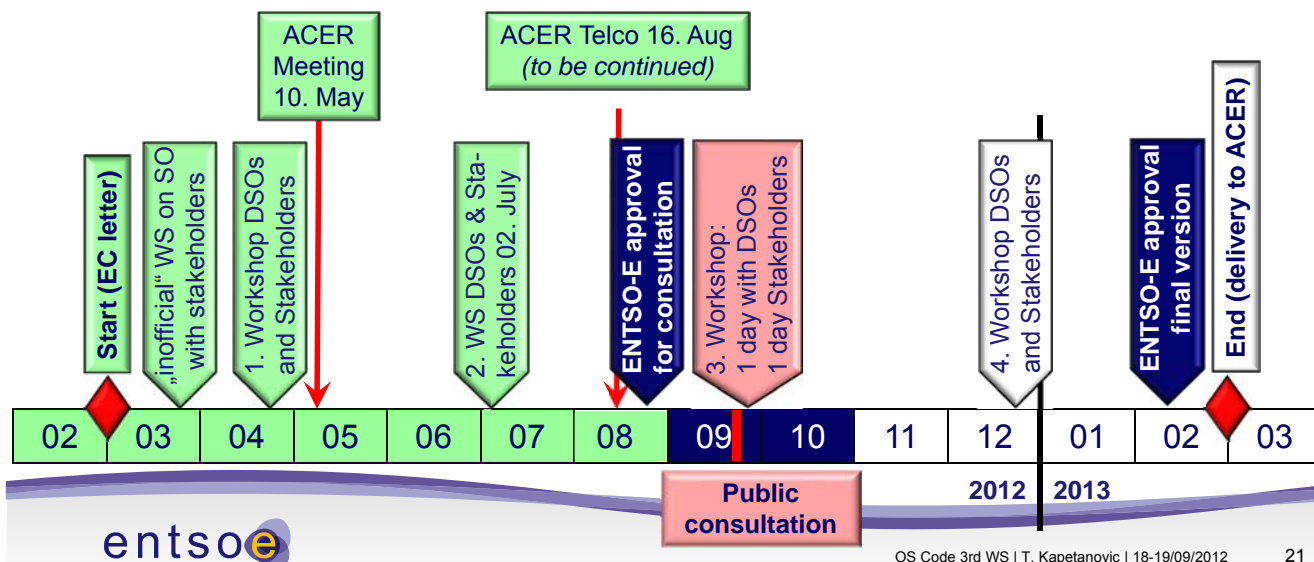 ACER
Meeting
10. May
ACER Telco 16. Aug
(to be continued)
Start (EC letter)
„inofficial“ WS on SO
with stakeholders
1. Workshop DSOs
and Stakeholders
2. WS DSOs & Sta-
keholders 02. July
ENTSO-E approval
for consultation
3. Workshop:
1 day with DSOs
1 day Stakeholders
4. Workshop DSOs
and Stakeholders
ENTSO-E approval
final version
End (delivery to ACER)
02 03 04 05 06 07 08 09 10 11 12 01 02 03
Public
consultation
2012 2013
entsoe
OS Code 3rd WS | T. Kapetanovic | 18-19/09/2012 21